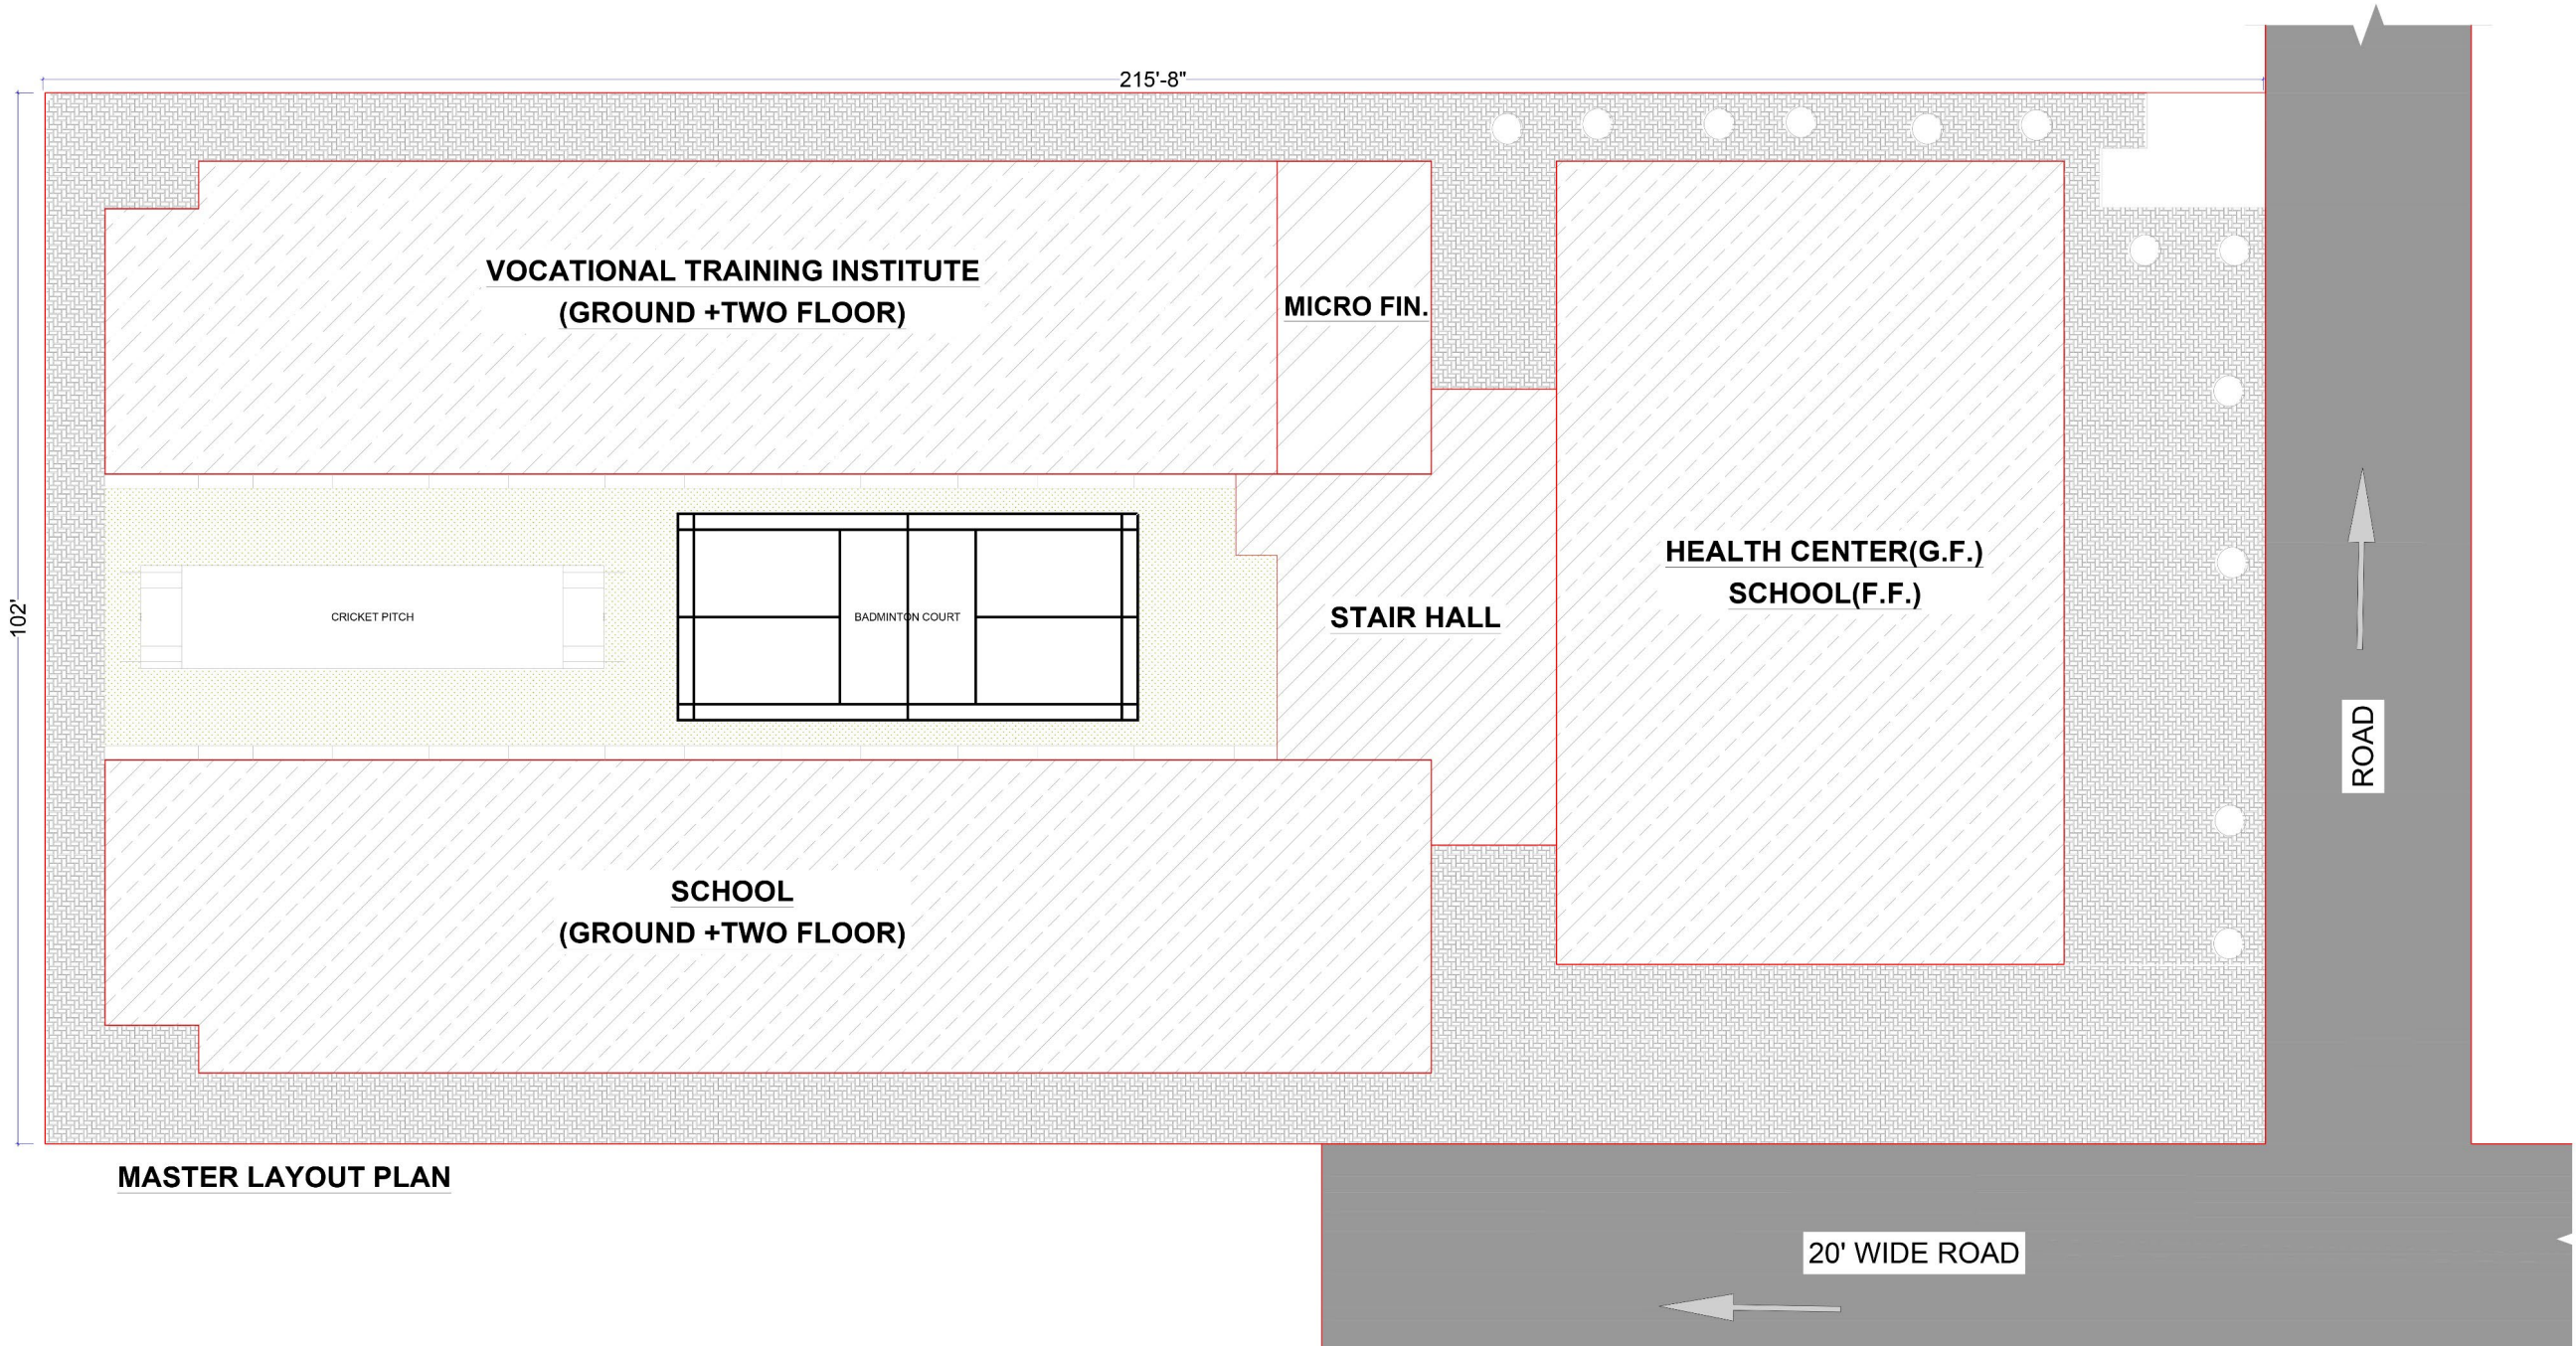 215'-8"
102'
VOCATIONAL TRAINING INSTITUTE
(GROUND +TWO FLOOR)
MICRO FIN.
HEALTH CENTER(G.F.)
SCHOOL(F.F.)
CRICKET PITCH
BADMINTON COURT
STAIR HALL
ROAD
SCHOOL
(GROUND +TWO FLOOR)
MASTER LAYOUT PLAN
20' WIDE ROAD